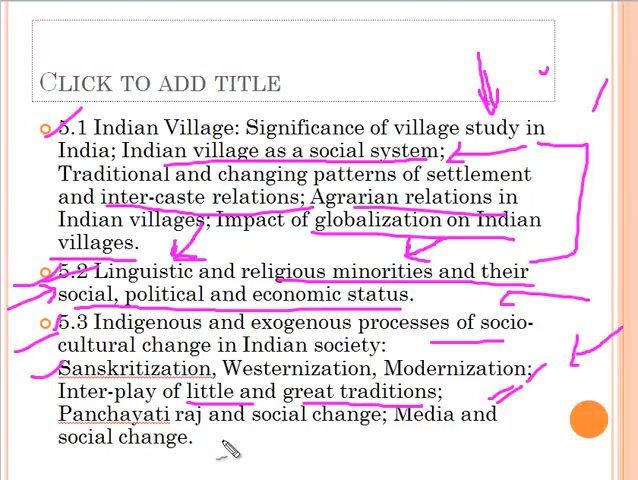 CLICK TO ADD TITLE
5.1 Indian Village: Significance of village study in
India; Indian village as a social system;
Traditional and changing patterns of settlement
and inter-caste relations; Agrarian relations in
Indian villages; Impact of globalization on Indian
villages.
5.2 Linguistic and religious minorities and their
social, political and economic status.
5.3 Indigenous and exogenous processes of socio-
cultural change in Indian society:
Sanskritization, Westernization, Modernization;
Inter-play of little and great traditions;
Panchayati raj and social change; Media and
social change.